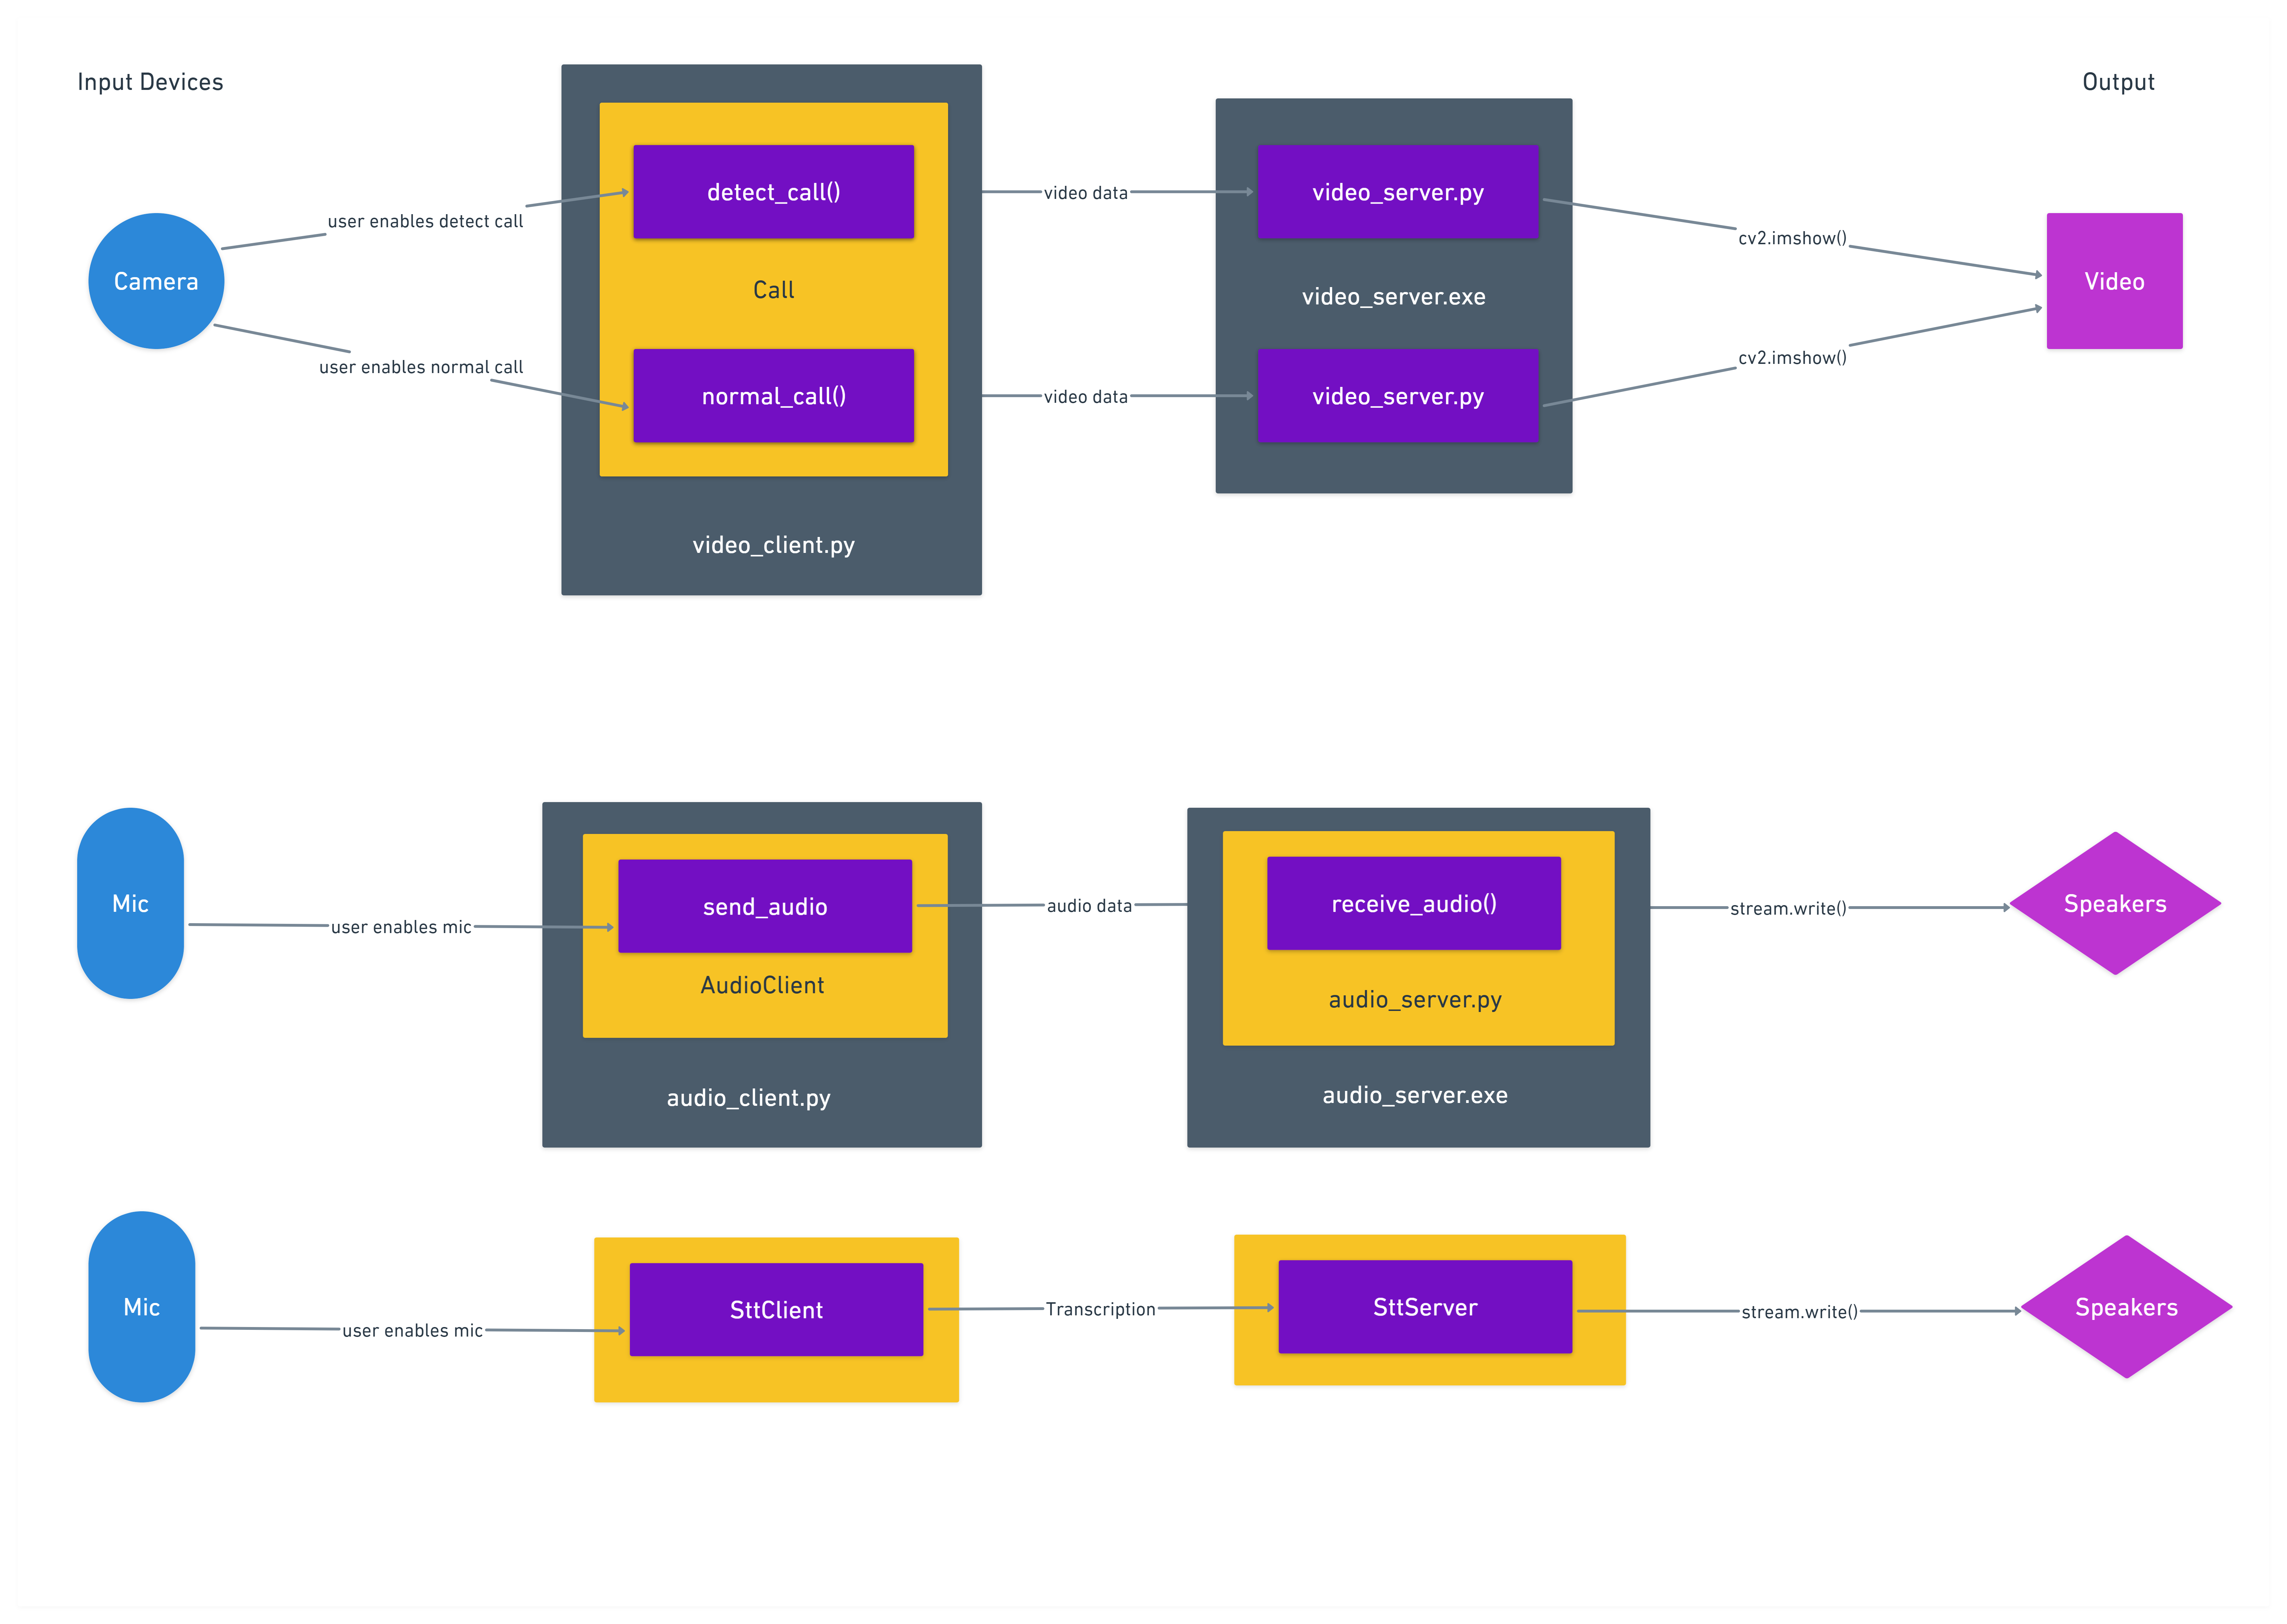 Input Devices
Output
detect_call()
video_server.py
user enables detect call
video data
cv2.imshow()
Camera
Call
video_server.exe
Video
user enables normal call
normal_call()
video data
video_server.py
cv2.imshow()
video_client.py
Mic
user enables mic
send_audio
AudioClient
audio_client.py
audio data
receive_audio()
audio_server.py
audio_server.exe
stream.write()
Speakers
Mic
user enables mic
SttClient
Transcription
SttServer
stream.write()
Speakers